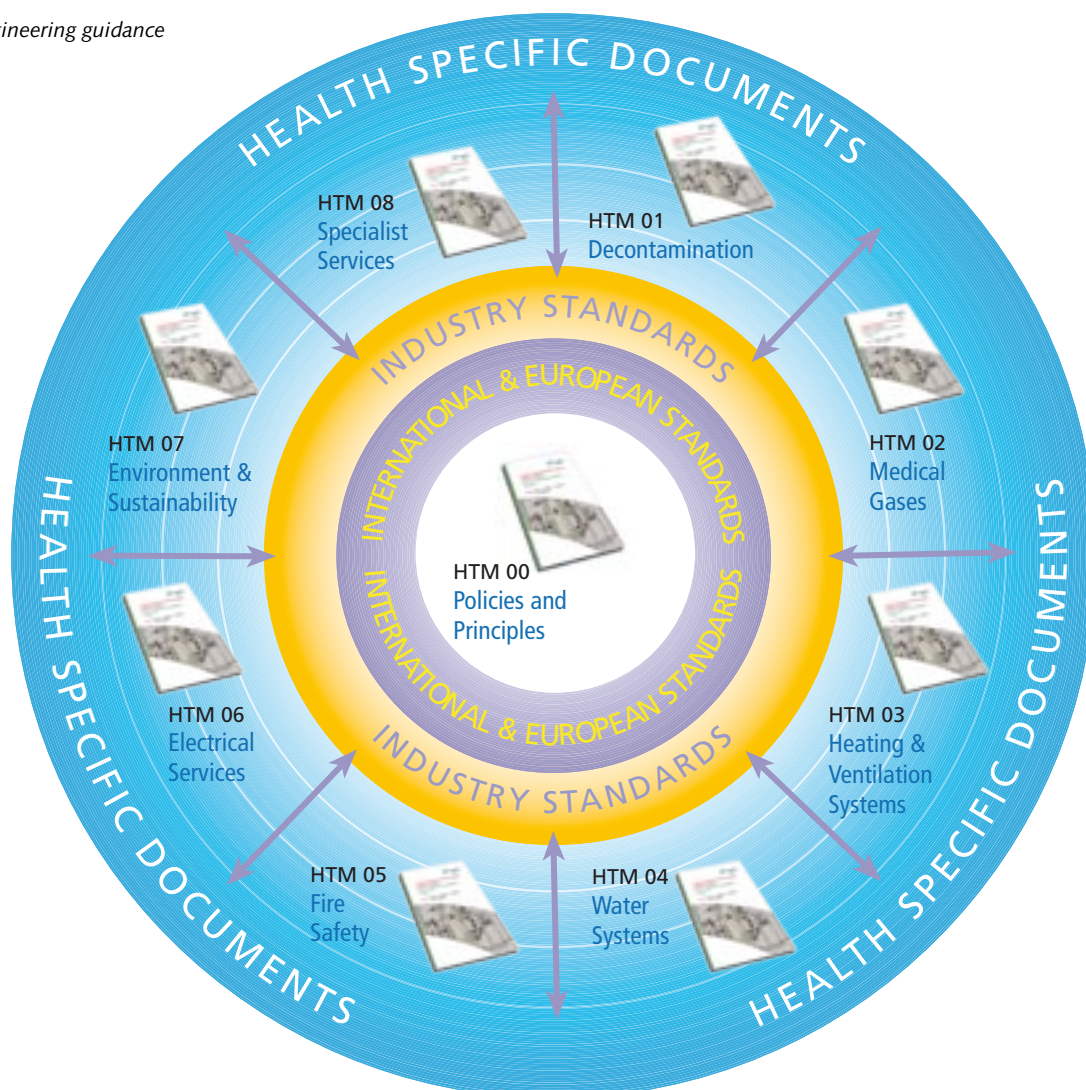 ineering guidance
HEALTH SPECIFIC DOCUMENTS
HTM 08
Specialist
Services
HTM 01
Decontamination
INDUSTRY STANDARDS
INTERNATIONAL & EUROPEAN STANDARDS
HTM 07
Environment &
Sustainability
HTM 02
Medical
Gases
HTM 00
Policies and
Principles
HEALTH SPECIFIC DOCUMENTS
HEALTH SPECIFIC DOCUMENTS
HTM 06
Electrical
Services
HTM 03
Heating &
Ventilation
Systems
INTERNATIONAL & EUROPEAN STANDARDS
INDUSTRY STANDARDS
HTM 05
Fire
Safety
HTM 04
Water
Systems